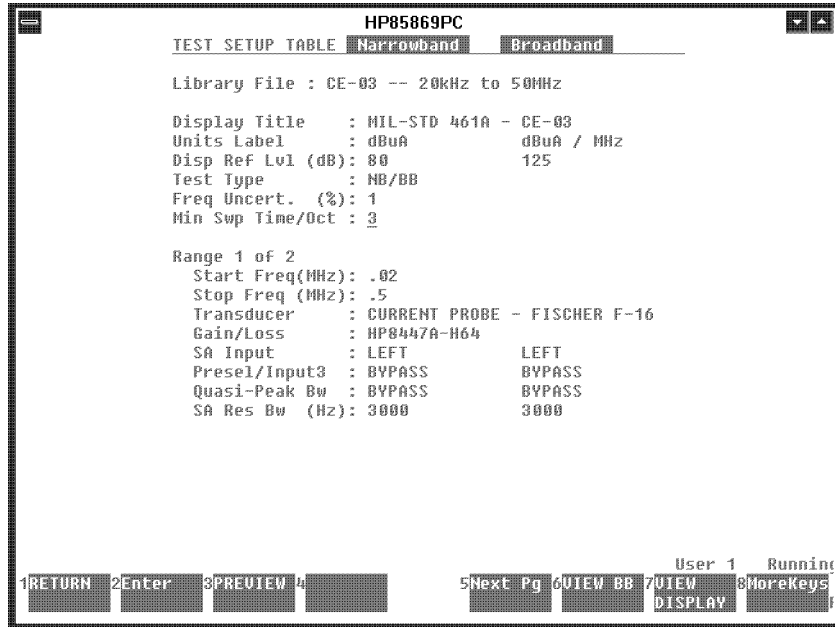 HP85869PC
TEST SETUP TABLE Narrowband Broadband
Library File : CE-03 -- 20kHz to 50MHz
Display Title : MIL-STD 461A - CE-03
Units Label : dBuA dBuA / MHz
Disp Ref Lvl (dB): 80 125
Test Type : NB/BB
Freq Uncert. (%): 1
Min Swp Time/Oct : 3
Range 1 of 2
Start Freq(MHz): .02
Stop Freq (MHz): .5
Transducer : CURRENT PROBE - FISCHER F-16
Gain/Loss : HP8447A-H64
SA Input : LEFT LEFT
Presel/Input3 : BYPASS BYPASS
Quasi-Peak Bw : BYPASS BYPASS
SA Res Bw (Hz): 3000 3000
User 1 Running
1RETURN 2Enter 3PREVIEW 4 5Next Pg 6VIEW BB 7VIEW 8MoreKeys
DISPLAY